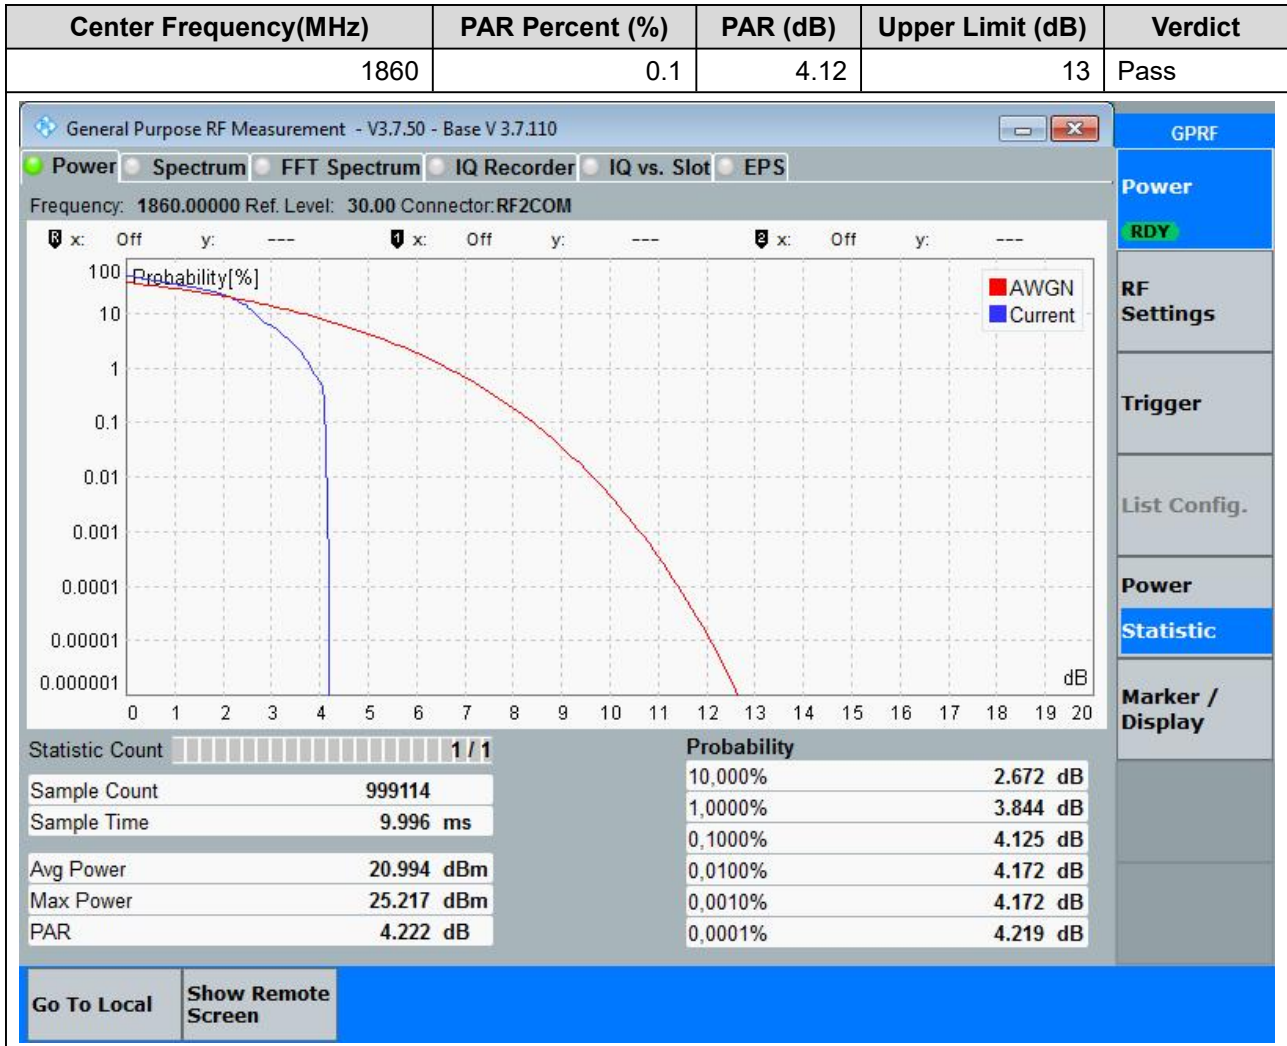 Center Frequency(MHz) PAR Percent (%) PAR (dB) Upper Limit (dB) Verdict
1860 0.1 4.12 13 Pass
General Purpose RF Measurement - V3.7.50 - Base V 3.7.110
GPRF
Power Spectrum FFT Spectrum IQ Recorder IQ vs. Slot EPS
Power
RDY
Frequency: 1860.00000 Ref. Level: 30.00 Connector:RF2COM
R x: Off y: --- 1 x: Off y: --- 2 x: Off y: ---
Probability[%]
AWGN
Current
100
10
1
0.1
0.01
0.001
0.0001
0.00001
0.000001
dB
0 1 2 3 4 5 6 7 8 9 10 11 12 13 14 15 16 17 18 19 20
RF
Settings
Trigger
List Config.
Power
Statistic
Marker /
Display
Statistic Count 1 / 1
Sample Count 999114
Sample Time 9.996 ms
Avg Power 20.994 dBm
Max Power 25.217 dBm
PAR 4.222 dB
Probability
10,000% 2.672 dB
1,0000% 3.844 dB
0,1000% 4.125 dB
0,0100% 4.172 dB
0,0010% 4.172 dB
0,0001% 4.219 dB
Go To Local
Show Remote
Screen